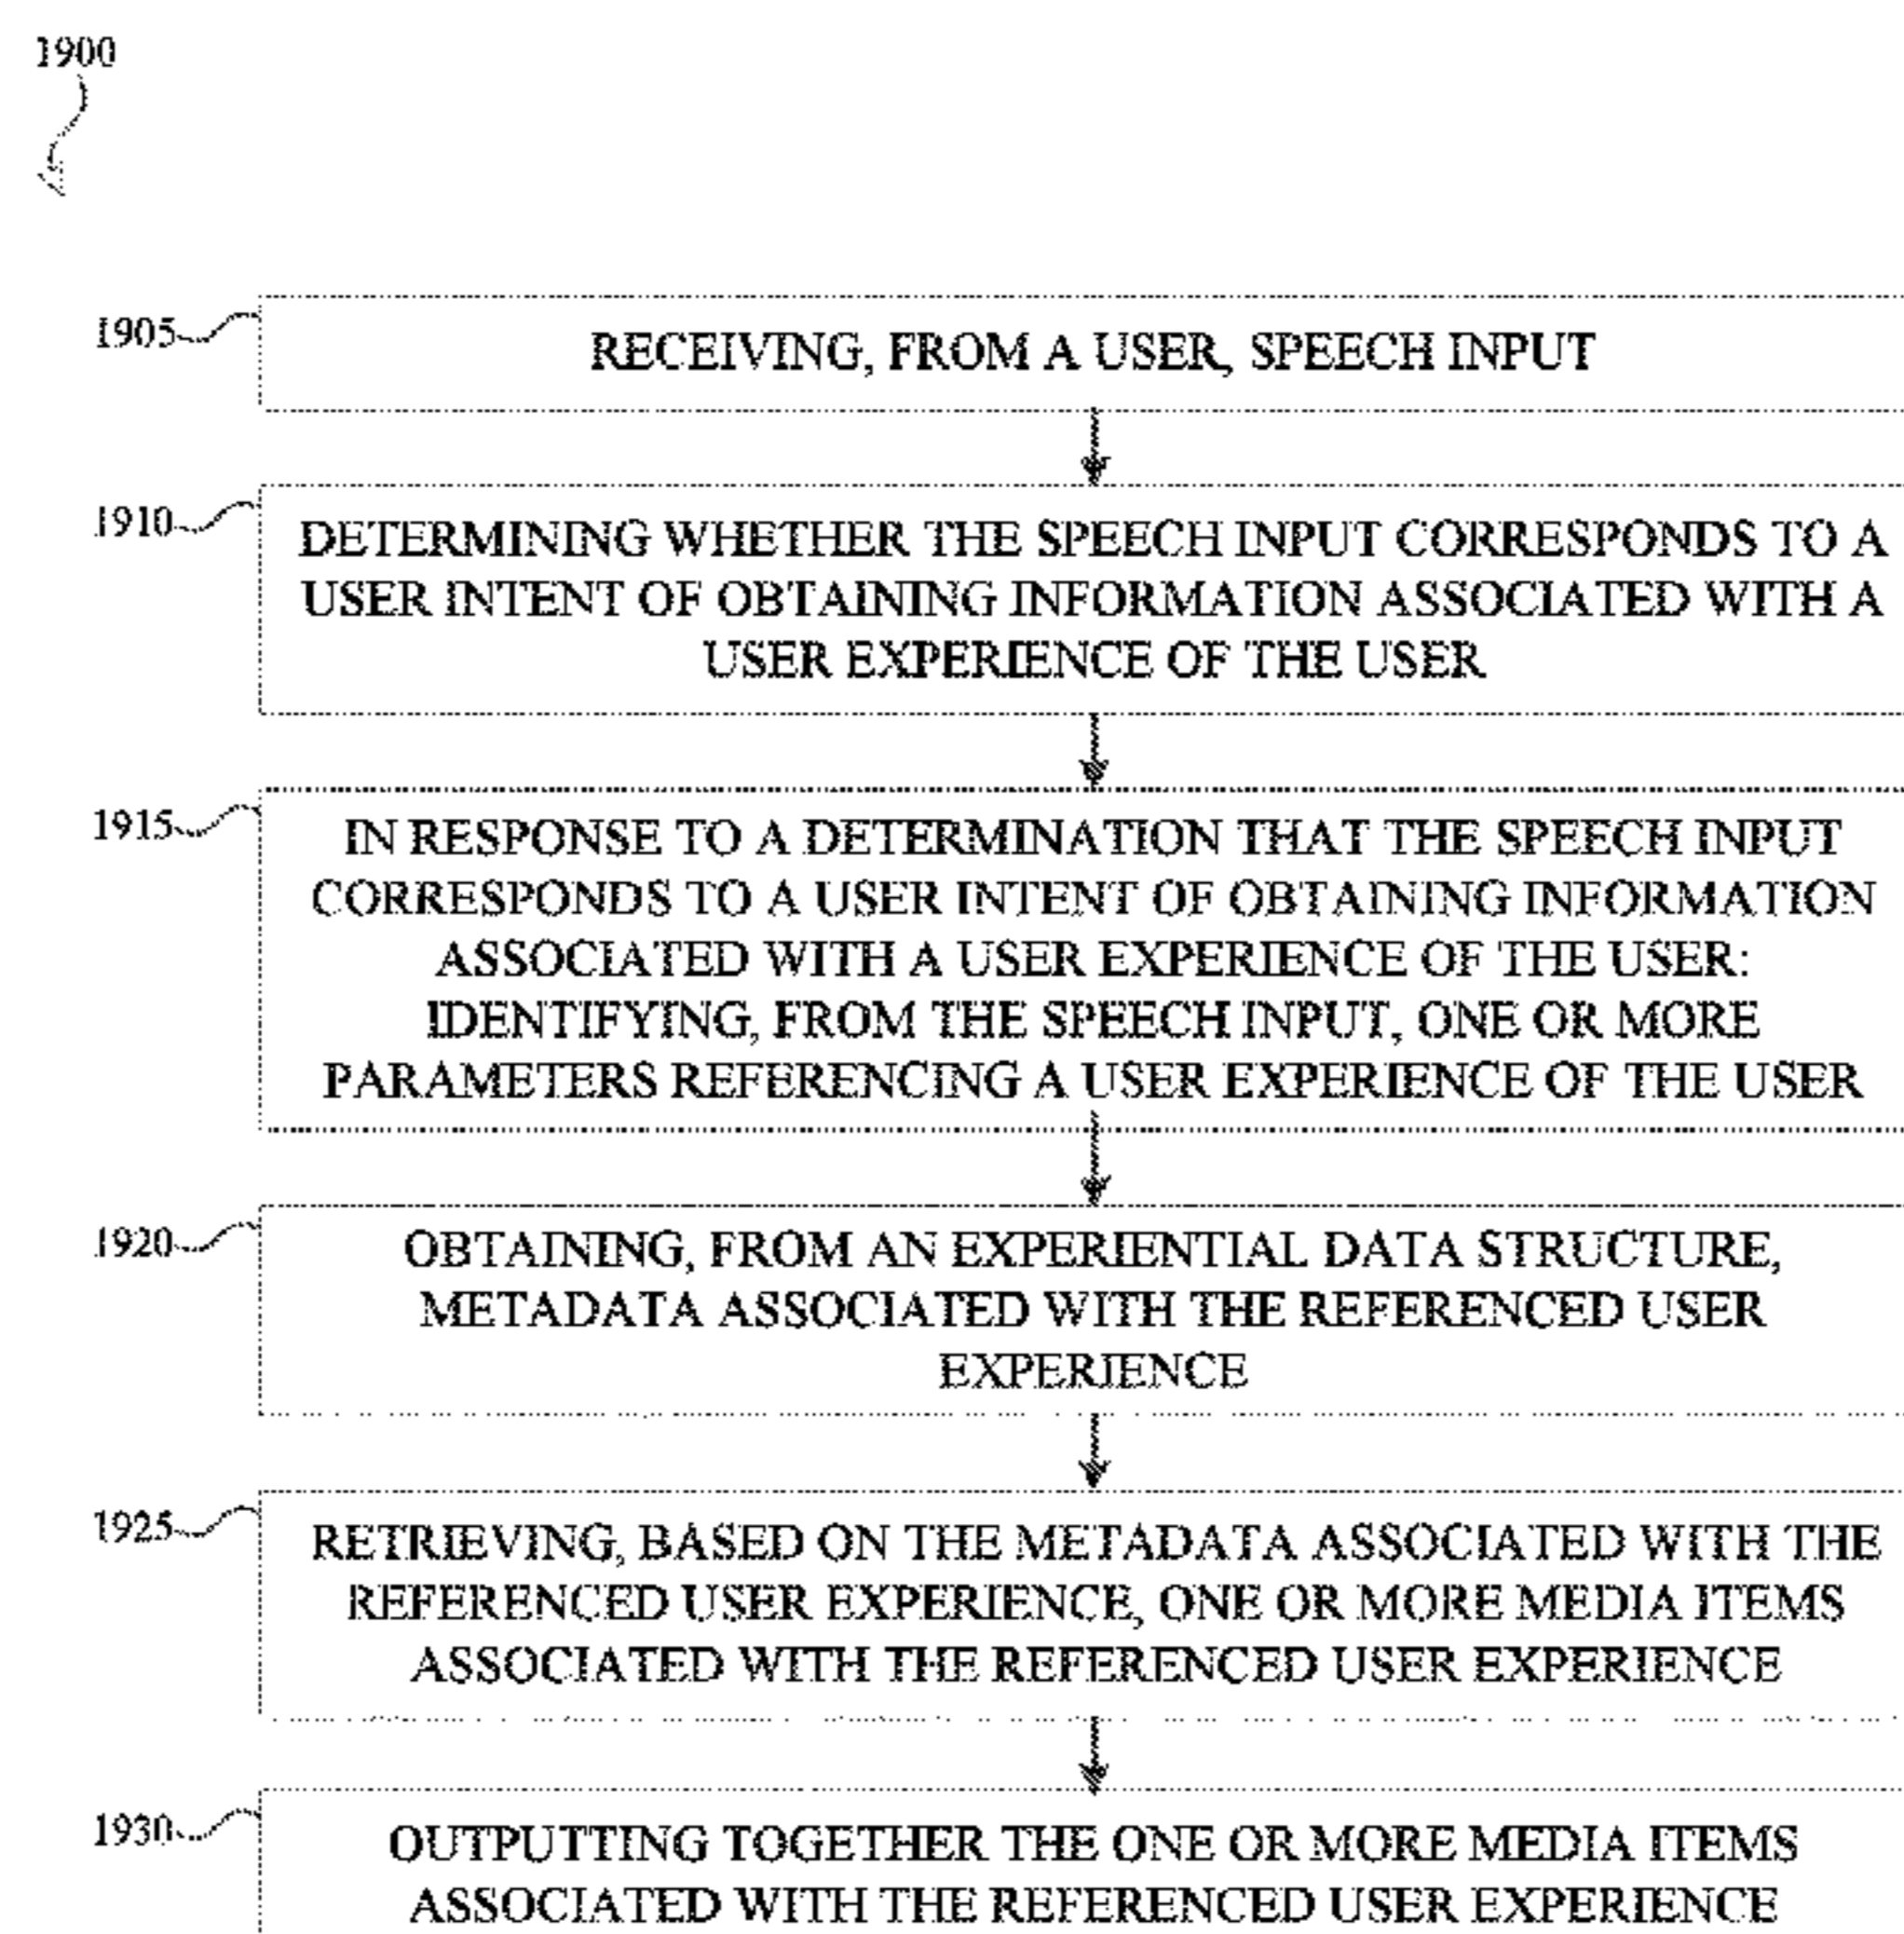 1900
1905
RECEIVING, FROM A USER, SPEECH INPUT
1910
DETERMINING WHETHER THE SPEECH INPUT CORRESPONDS TO A
USER INTENT OF OBTAINING INFORMATION ASSOCIATED WITH A
USER EXPERIENCE OF THE USER
1915
IN RESPONSE TO A DETERMINATION THAT THE SPEECH INPUT
CORRESPONDS TO A USER INTENT OF OBTAINING INFORMATION
ASSOCIATED WITH A USER EXPERIENCE OF THE USER:
IDENTIFYING, FROM THE SPEECH INPUT, ONE OR MORE
PARAMETERS REFERENCING A USER EXPERIENCE OF THE USER
1920
OBTAINING, FROM AN EXPERIENTIAL DATA STRUCTURE,
METADATA ASSOCIATED WITH THE REFERENCED USER
EXPERIENCE
1925
RETRIEVING, BASED ON THE METADATA ASSOCIATED WITH THE
REFERENCED USER EXPERIENCE, ONE OR MORE MEDIA ITEMS
ASSOCIATED WITH THE REFERENCED USER EXPERIENCE
1930
OUTPUTTING TOGETHER THE ONE OR MORE MEDIA ITEMS
ASSOCIATED WITH THE REFERENCED USER EXPERIENCE